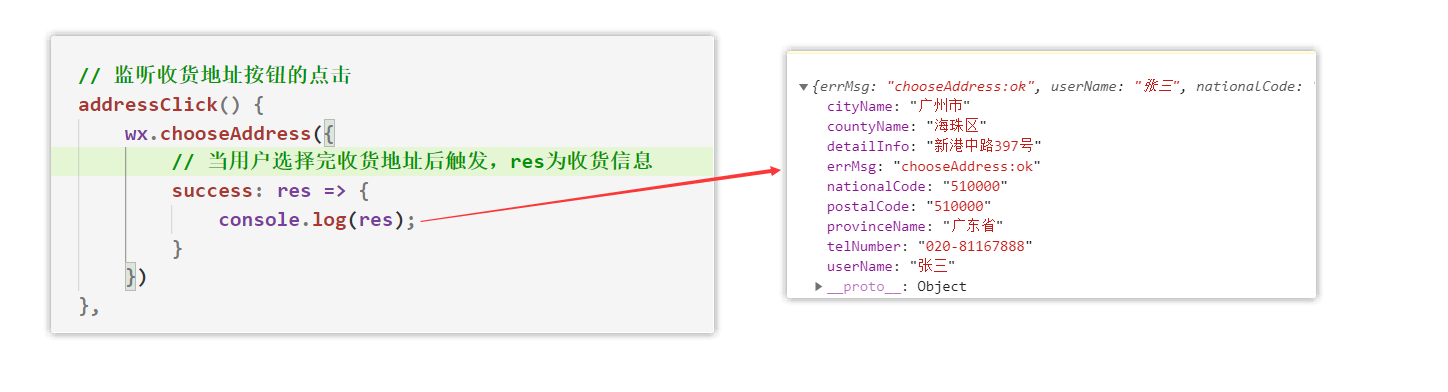 // 监听收货地址按钮的点击
addressClick() {
wx.chooseAddress({
// 当用户选择完收货地址后触发，res为收货信息
success: res => {
console.log(res);
}
})
},
{errMsg: "chooseAddress:ok", userName: "张三", nationalCode: "
cityName: "广州市"
countyName: "海珠区"
detailInfo: "新港中路397号"
errMsg: "chooseAddress:ok"
nationalCode: "510000"
postalCode: "510000"
provinceName: "广东省"
telNumber: "020-81167888"
userName: "张三"
__proto__: Object